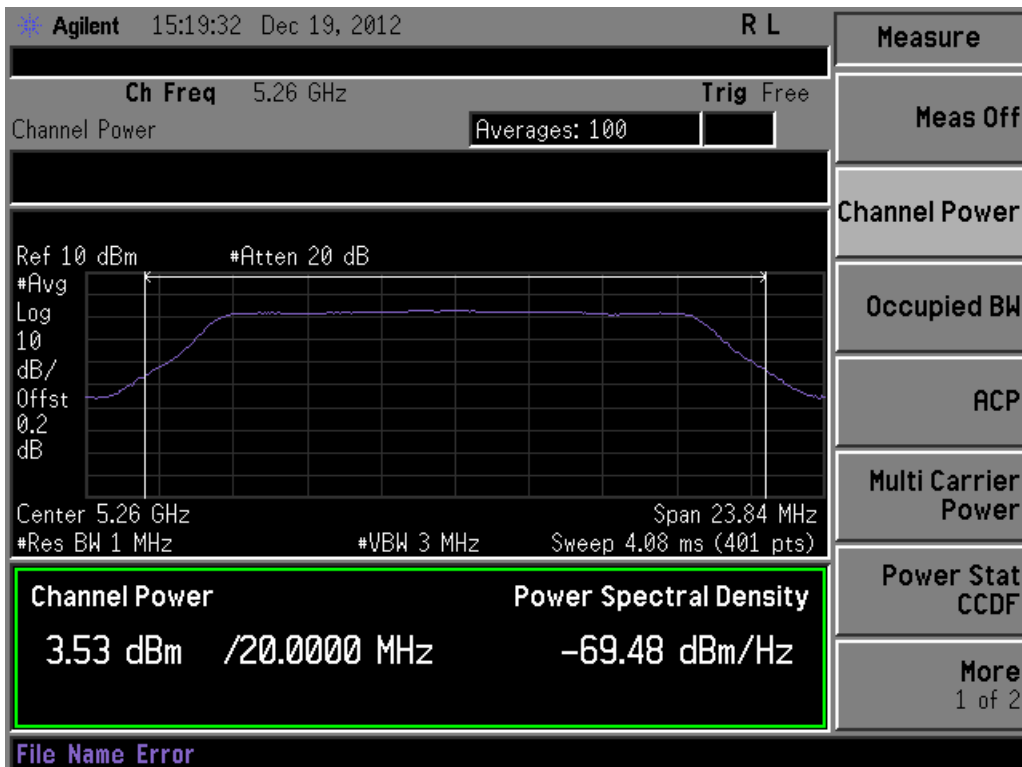 Agilent 15:19:32 Dec 19, 2012 R L
Ch Freq 5.26 GHz Trig Free
Channel Power Averages: 100
Ref 10 dBm #Atten 20 dB
#Avg
Log
10
dB/
Offst
0.2
dB
Center 5.26 GHz Span 23.84 MHz
#Res BW 1 MHz #VBW 3 MHz Sweep 4.08 ms (401 pts)
Channel Power Power Spectral Density
3.53 dBm /20.0000 MHz -69.48 dBm/Hz
File Name Error
Measure
Meas Off
Channel Power
Occupied BW
ACP
Multi Carrier
Power
Power Stat
CCDF
More
1 of 2